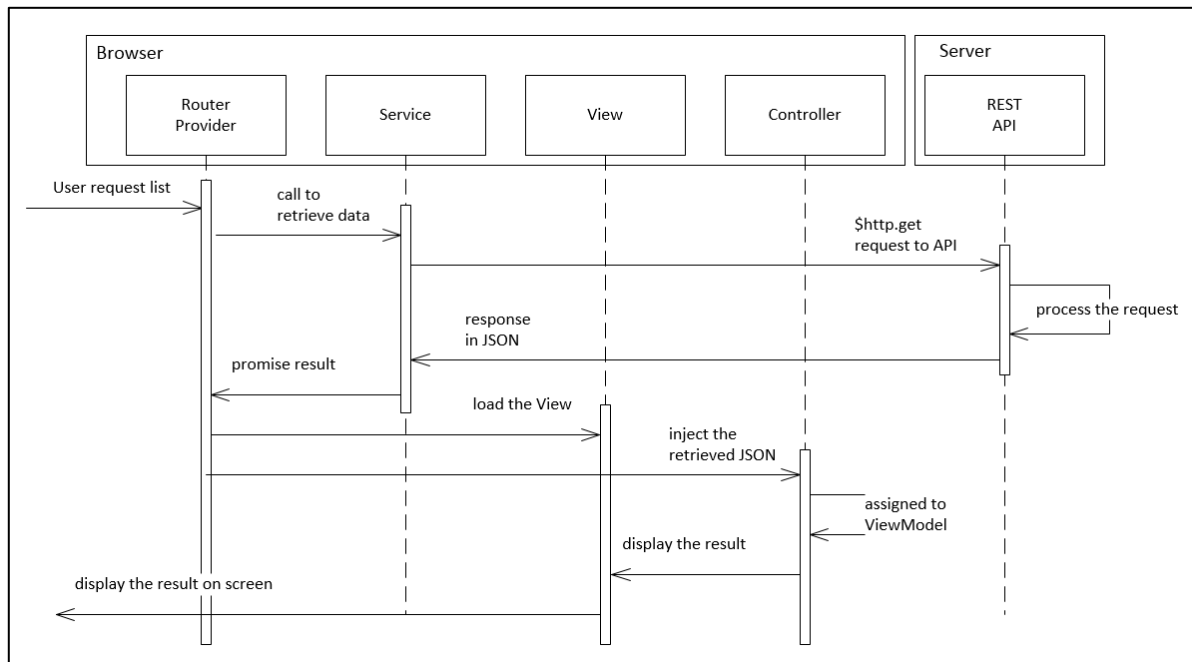 Browser
Server
Router
Provider
Service
View
Controller
REST
API
User request list
call to
retrieve data
$http.get
request to API
process the request
response
in JSON
promise result
load the View
inject the
retrieved JSON
assigned to
ViewModel
display the result
display the result on screen